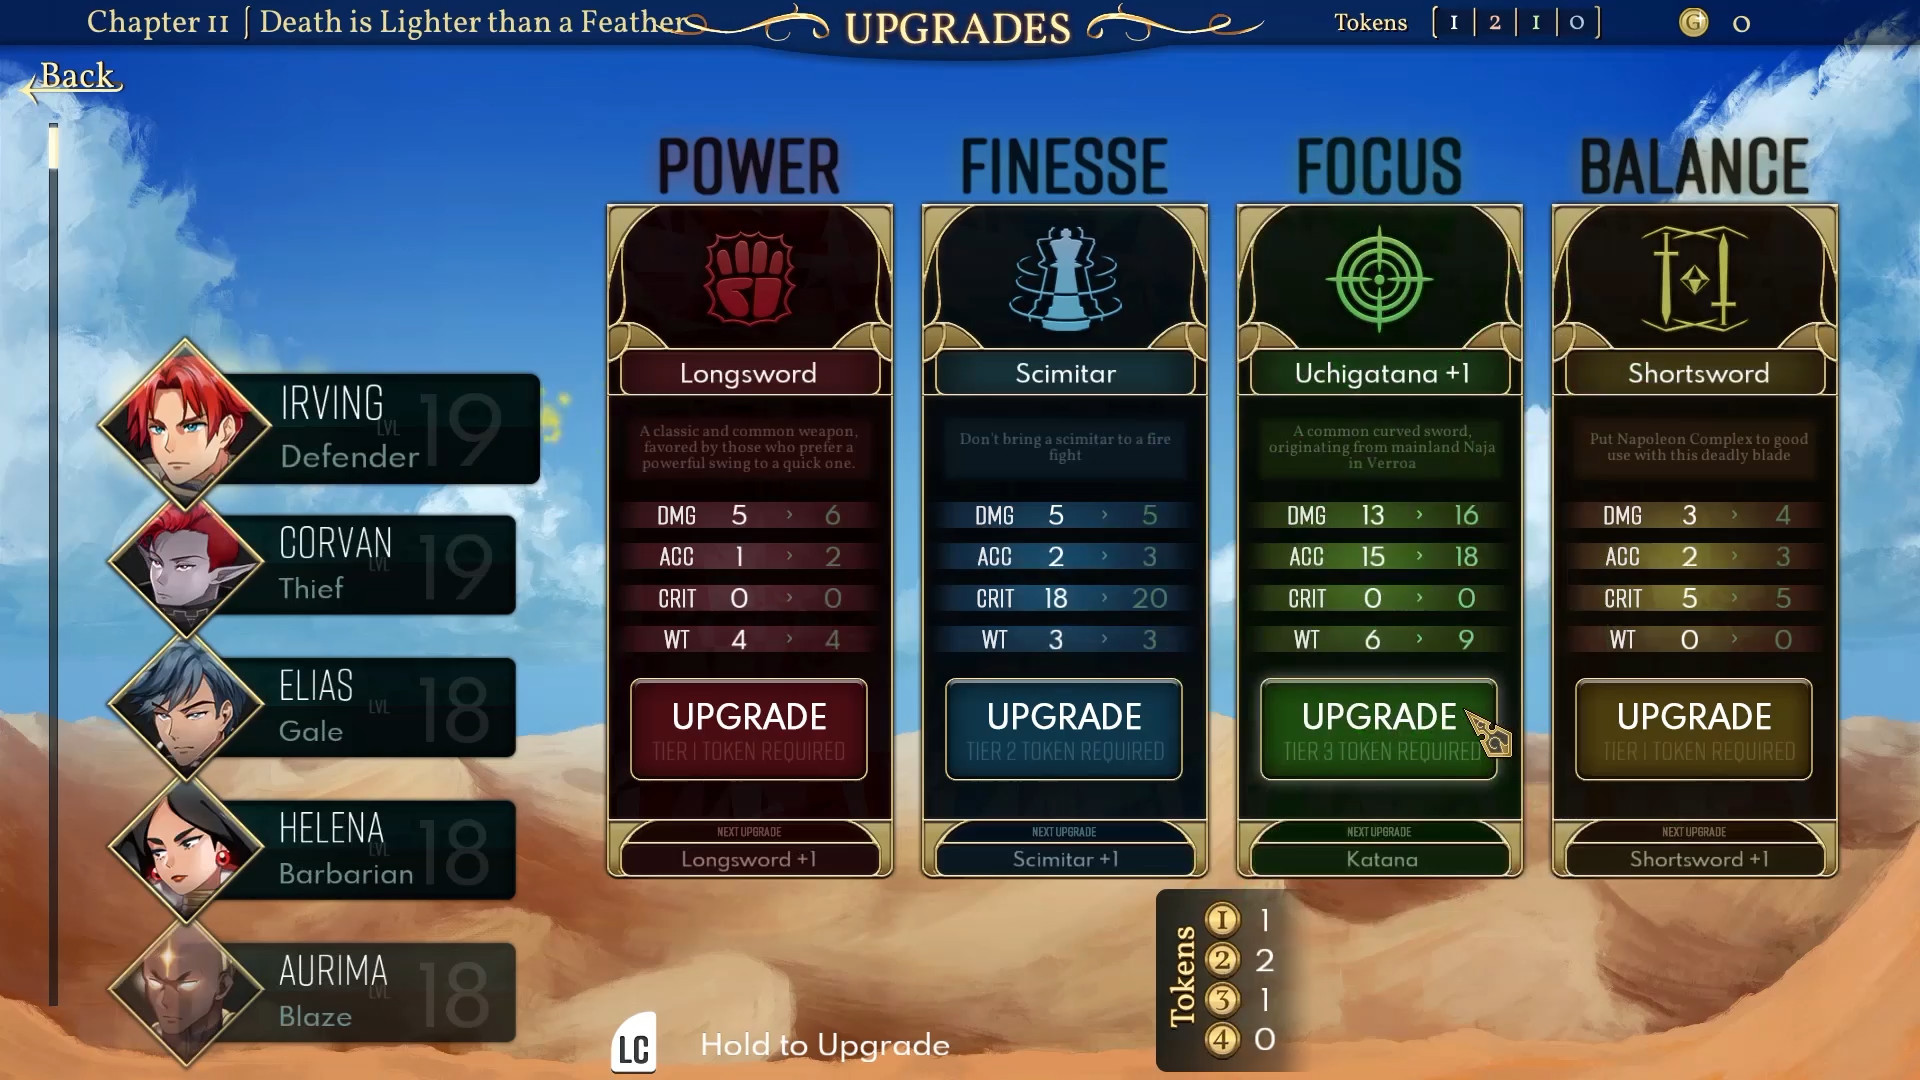 Chapter 11 | Death is Lighter than a Feather
UPGRADES
Tokens [ 1 | 2 | 1 | 0 ]
G 0
Back
POWER
FINESSE
FOCUS
BALANCE
Longsword
Scimitar
Uchigatana +1
Shortsword
A classic and common weapon,
favored by those who prefer a
powerful swing to a quick one.
Don't bring a scimitar to a fire
fight
A common curved sword,
originating from mainland Naja
in Verroa
Put Napoleon Complex to good
use with this deadly blade
DMG 5 > 6
ACC 1 > 2
CRIT 0 > 0
WT 4 > 4
DMG 5 > 5
ACC 2 > 3
CRIT 18 > 20
WT 3 > 3
DMG 13 > 16
ACC 15 > 18
CRIT 0 > 0
WT 6 > 9
DMG 3 > 4
ACC 2 > 3
CRIT 5 > 5
WT 0 > 0
UPGRADE
TIER 1 TOKEN REQUIRED
UPGRADE
TIER 2 TOKEN REQUIRED
UPGRADE
TIER 3 TOKEN REQUIRED
UPGRADE
TIER 1 TOKEN REQUIRED
NEXT UPGRADE
Longsword +1
NEXT UPGRADE
Scimitar +1
NEXT UPGRADE
Katana
NEXT UPGRADE
Shortsword +1
IRVING
LVL 19
Defender
CORVAN
LVL 19
Thief
ELIAS
LVL 18
Gale
HELENA
LVL 18
Barbarian
AURIMA
LVL 18
Blaze
LC Hold to Upgrade
Tokens
1 1
2 2
3 1
4 0